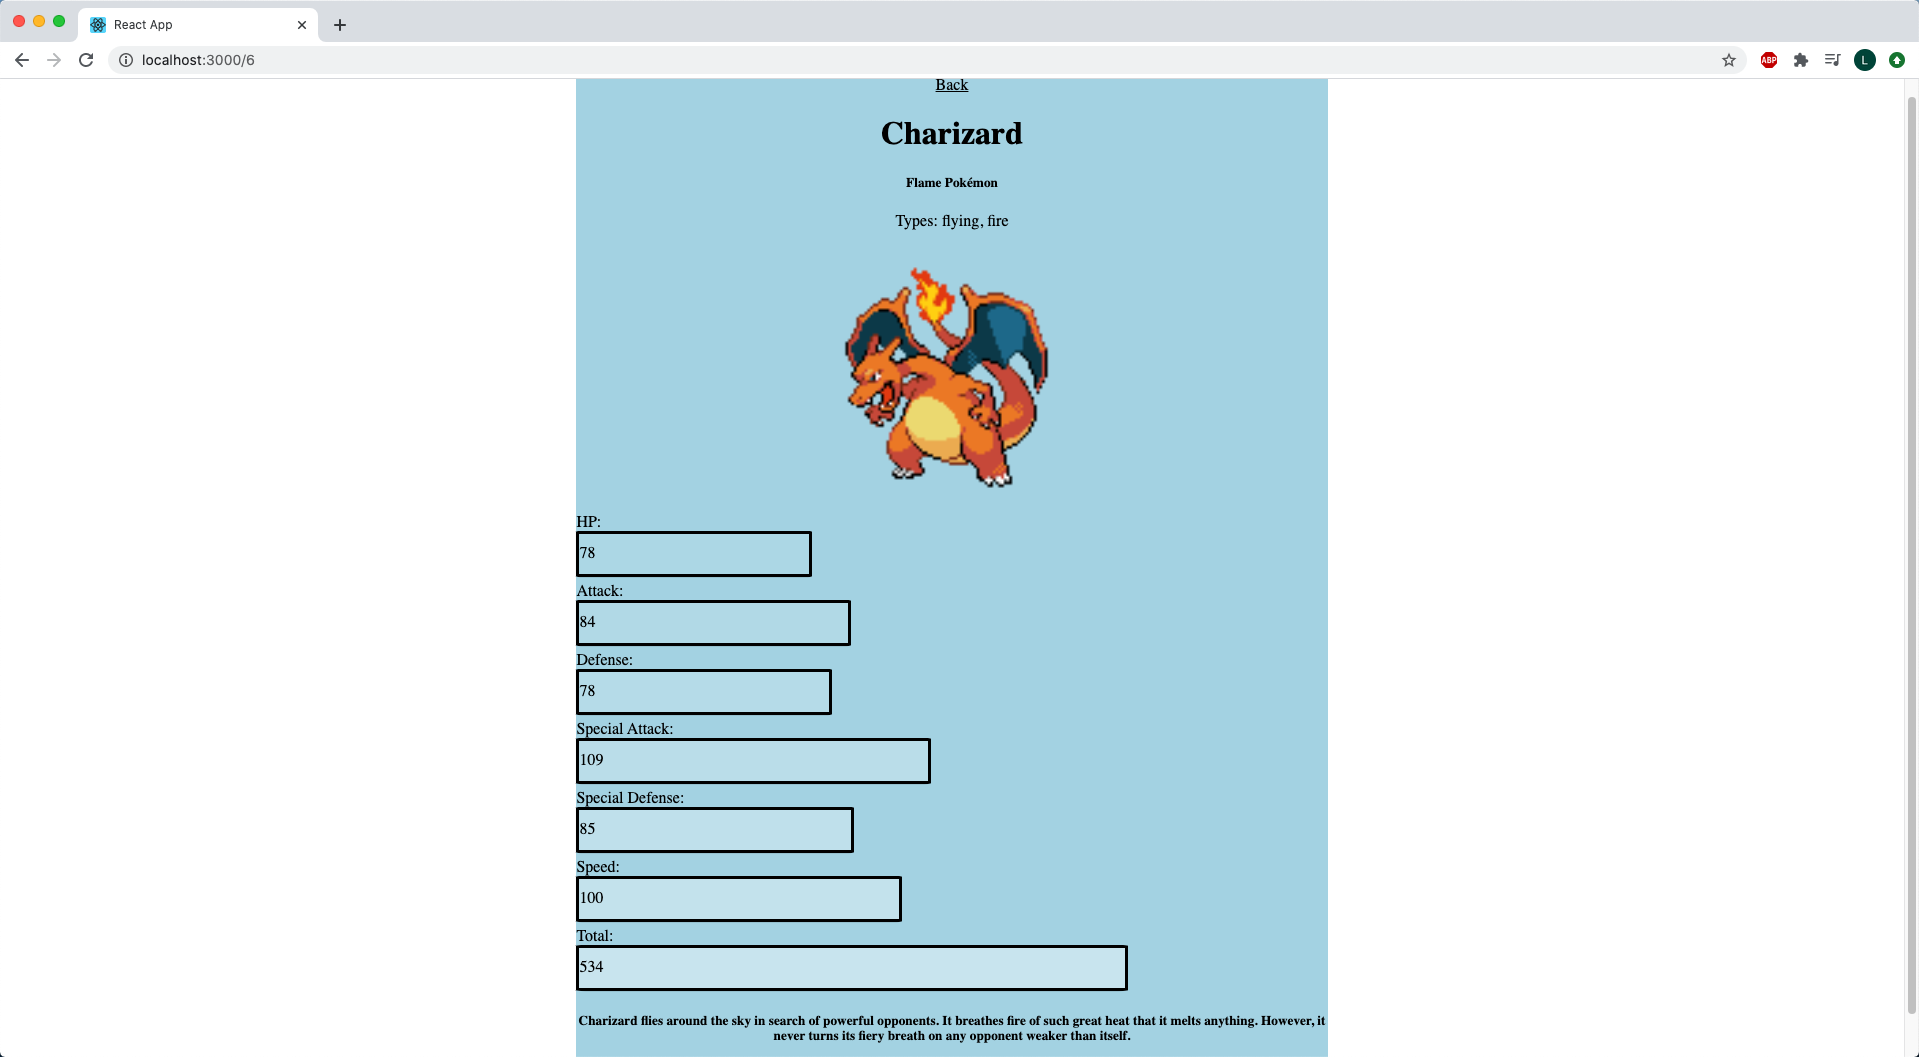 React App
localhost:3000/6
ABP
L
Back
Charizard
Flame Pokémon
Types: flying, fire
HP:
78
Attack:
84
Defense:
78
Special Attack:
109
Special Defense:
85
Speed:
100
Total:
534
Charizard flies around the sky in search of powerful opponents. It breathes fire of such great heat that it melts anything. However, it
never turns its fiery breath on any opponent weaker than itself.